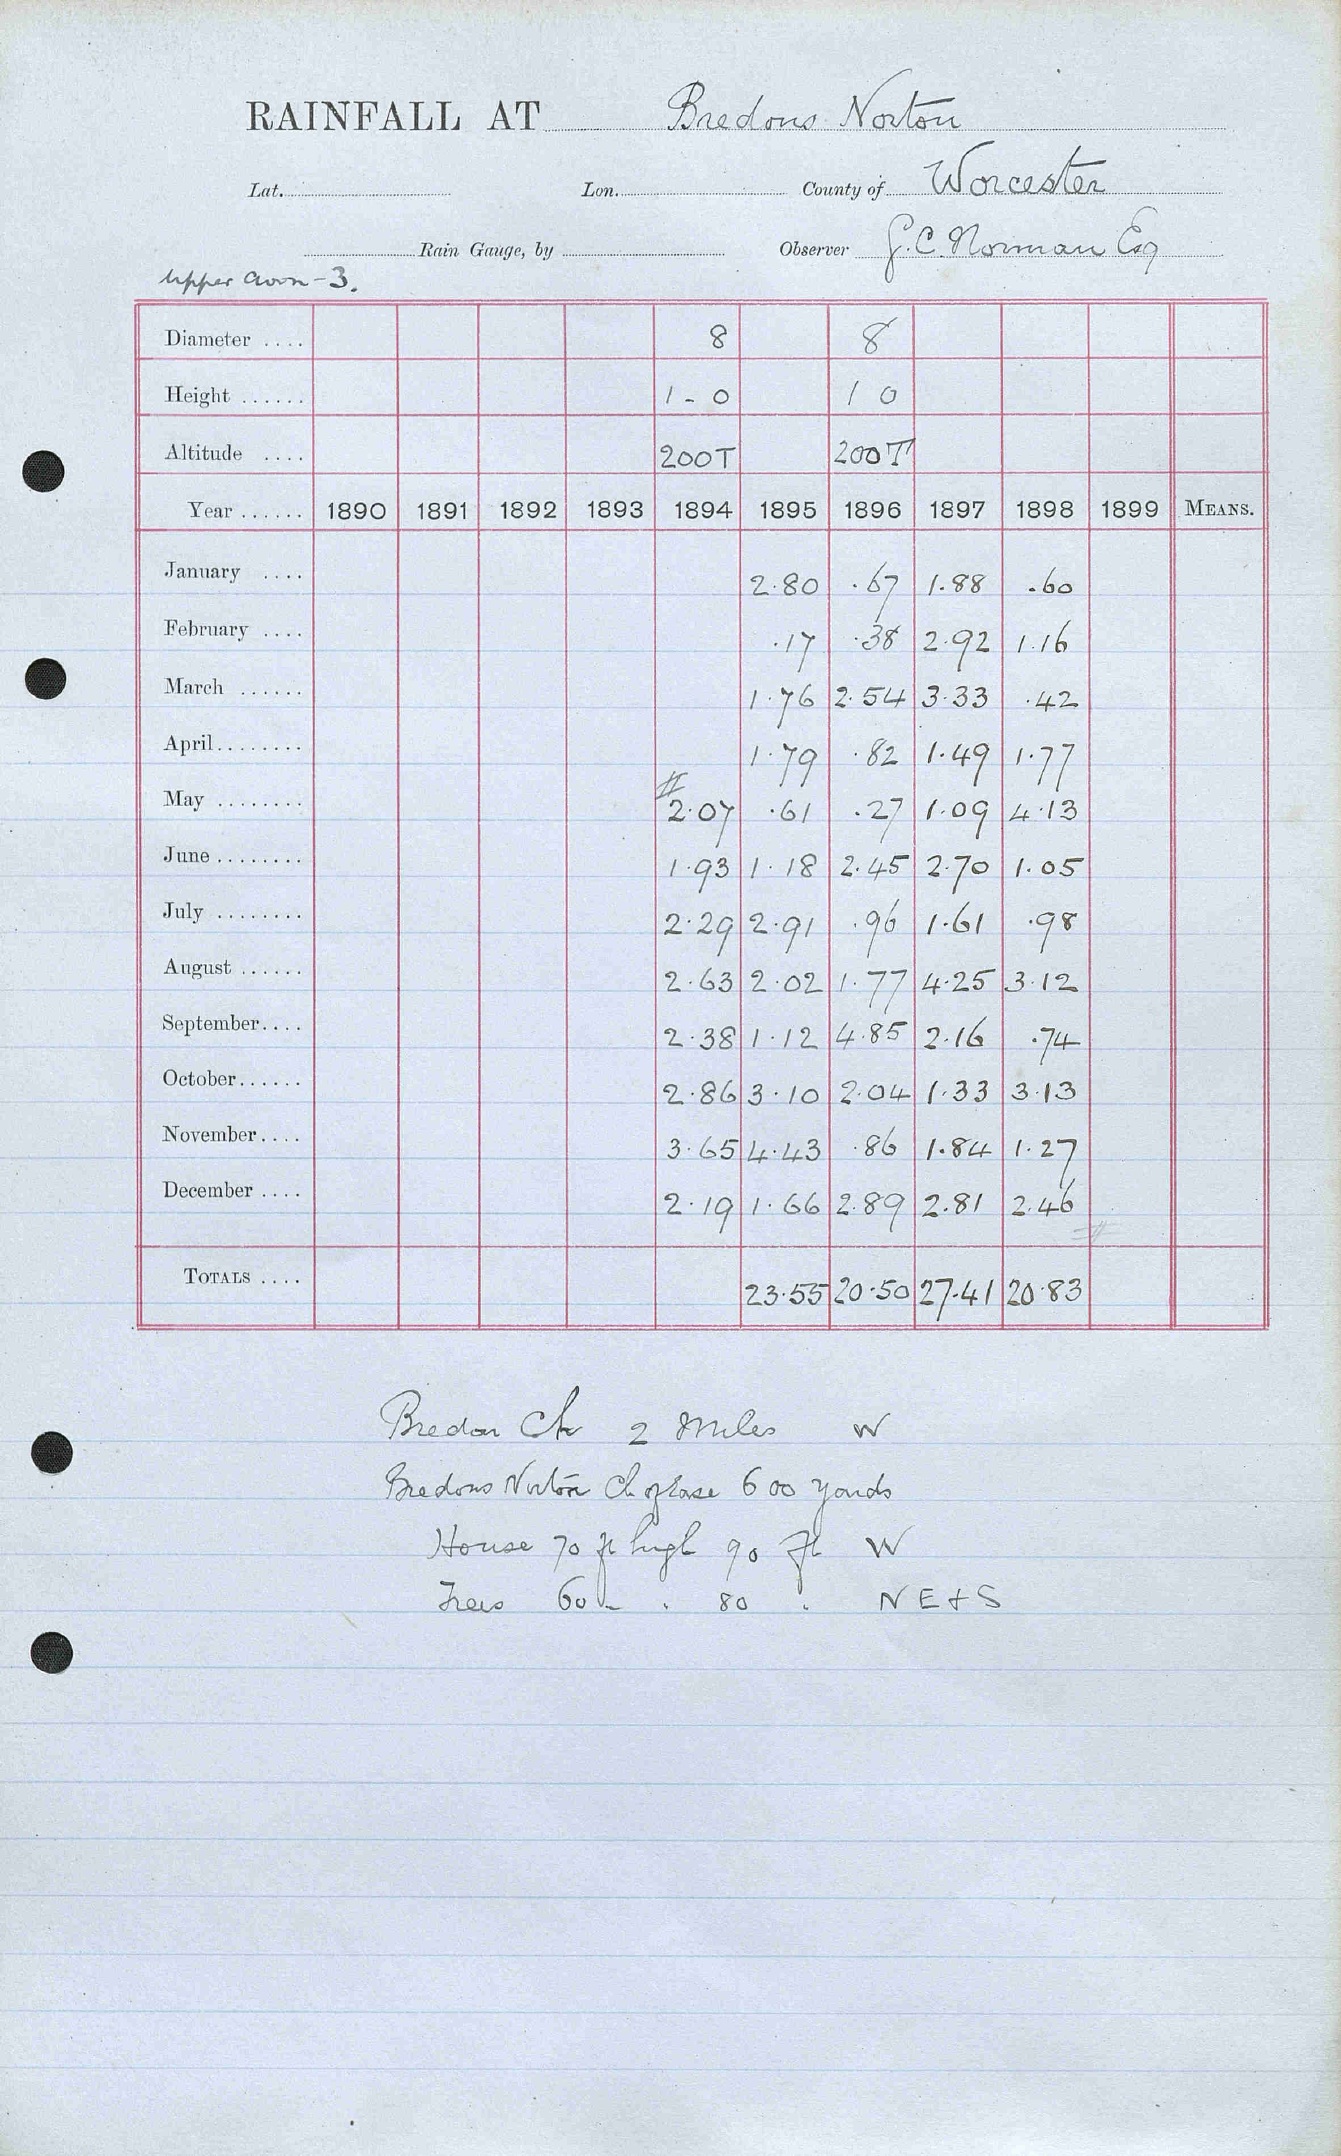 RAINFALL AT Bredons Norton
Lat. Lon. County of Worcester
Rain Gauge, by Observer G.C. Norman Esq
Upper Avon - 3.
Diameter .... 8 8
Height ...... 1 - 0 1 0
Altitude .... 200T 200T
Year ...... 1890 1891 1892 1893 1894 1895 1896 1897 1898 1899 MEANS.
January .... 2.80 .67 1.88 .60
February .... .17 .38 2.92 1.16
March ...... 1.76 2.54 3.33 .42
April ........ 1.79 .82 1.49 1.77
May ........ # 2.07 .61 .27 1.09 4.13
June ........ 1.93 1.18 2.45 2.70 1.05
July ........ 2.29 2.91 .96 1.61 .98
August ...... 2.63 2.02 1.77 4.25 3.12
September .... 2.38 1.12 4.85 2.16 .74
October ...... 2.86 3.10 2.04 1.33 3.13
November .... 3.65 4.43 .86 1.84 1.27
December .... 2.19 1.66 2.89 2.81 2.46 #
TOTALS .... 23.55 20.50 27.41 20.83
Bredon Ch 2 Miles W
Bredons Norton Ch 600 yards
House 70 ft high 90 ft W
Trees 60 - . 80 . N E + S